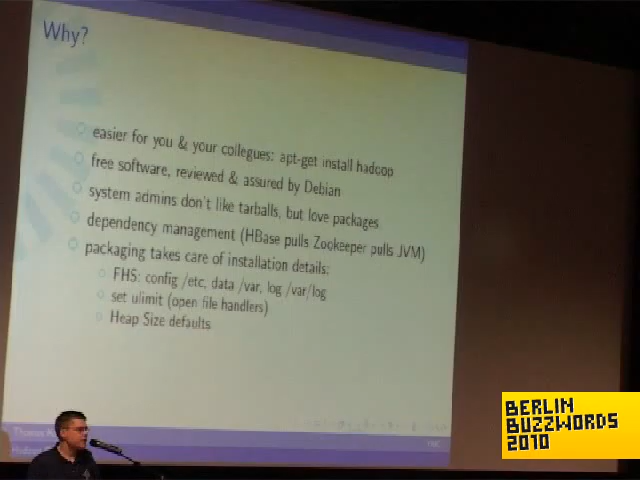 Why?
easier for you & your collegues: apt-get install hadoop
free software, reviewed & assured by Debian
system admins don't like tarballs, but love packages
dependency management (HBase pulls Zookeeper pulls JVM)
packaging takes care of installation details:
FHS: config /etc, data /var, log /var/log
set ulimit (open file handlers)
Heap Size defaults
Thomas
BERLIN
BUZZWORDS
2010